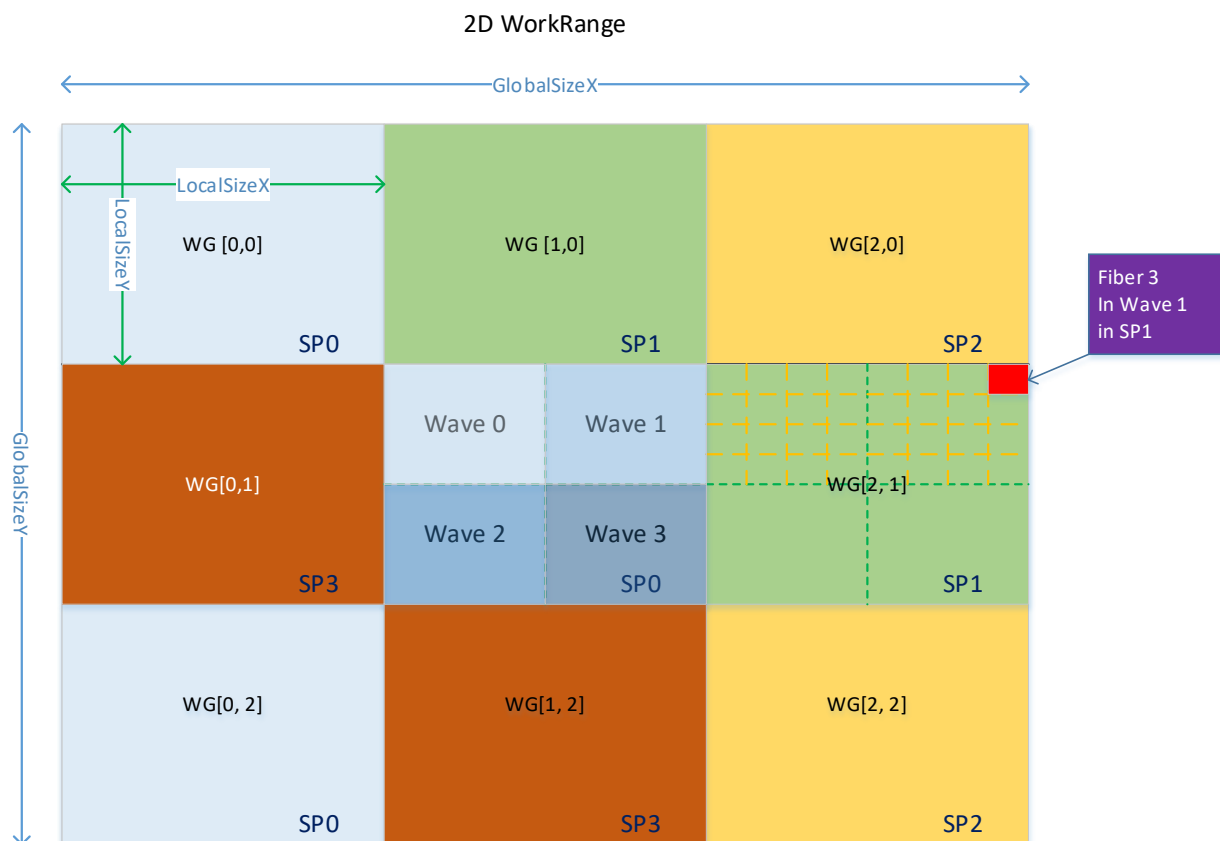 2D WorkRange
GlobalSizeX
GlobalSizeY
LocalSizeX
LocalSizeY
WG [0,0]
SP0
WG [1,0]
SP1
WG[2,0]
SP2
Fiber 3
In Wave 1
in SP1
WG[0,1]
SP3
Wave 0
Wave 1
Wave 2
Wave 3
SP0
WG[2, 1]
SP1
WG[0, 2]
SP0
WG[1, 2]
SP3
WG[2, 2]
SP2